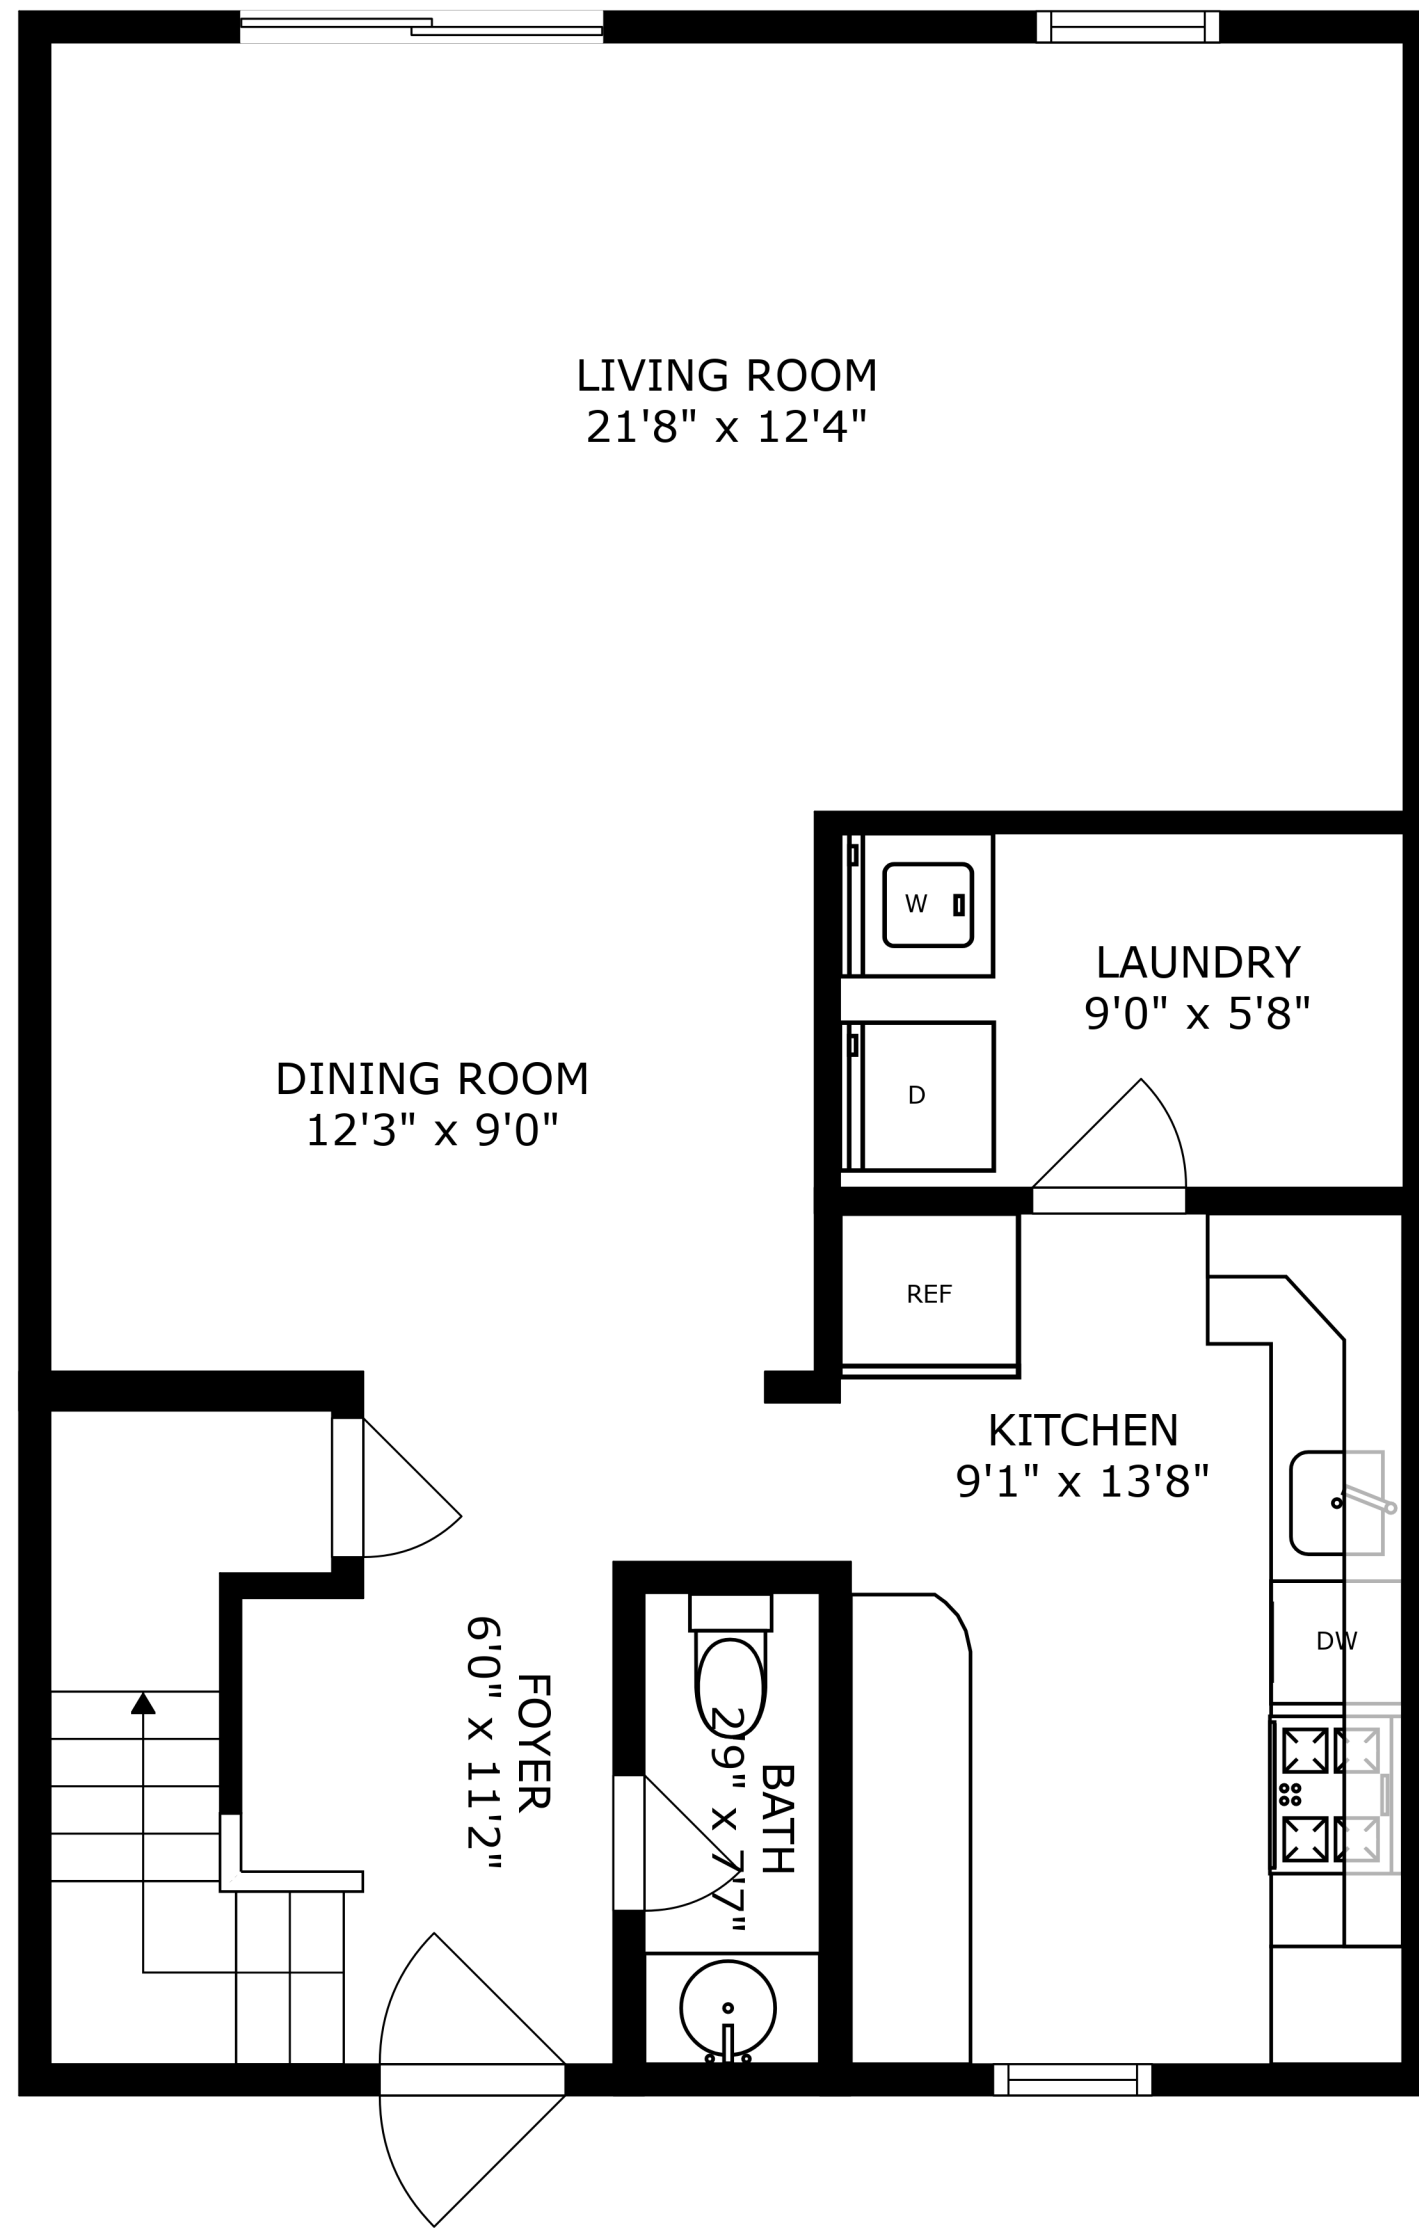 LIVING ROOM
21'8" x 12'4"
W
LAUNDRY
9'0" x 5'8"
DINING ROOM
12'3" x 9'0"
D
REF
KITCHEN
9'1" x 13'8"
DW
FOYER
6'0" x 11'2"
BATH
2'9" x 7'7"